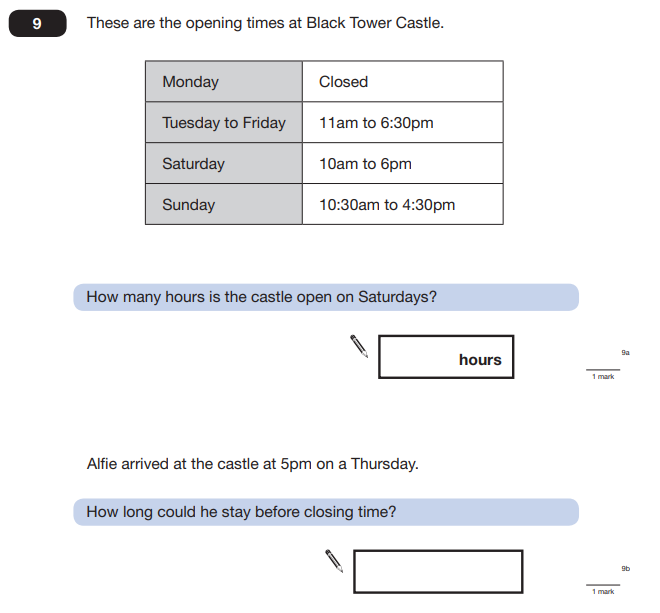 9 These are the opening times at Black Tower Castle.
Monday Closed
Tuesday to Friday 11am to 6:30pm
Saturday 10am to 6pm
Sunday 10:30am to 4:30pm
How many hours is the castle open on Saturdays?
hours
9a
1 mark
Alfie arrived at the castle at 5pm on a Thursday.
How long could he stay before closing time?
9b
1 mark